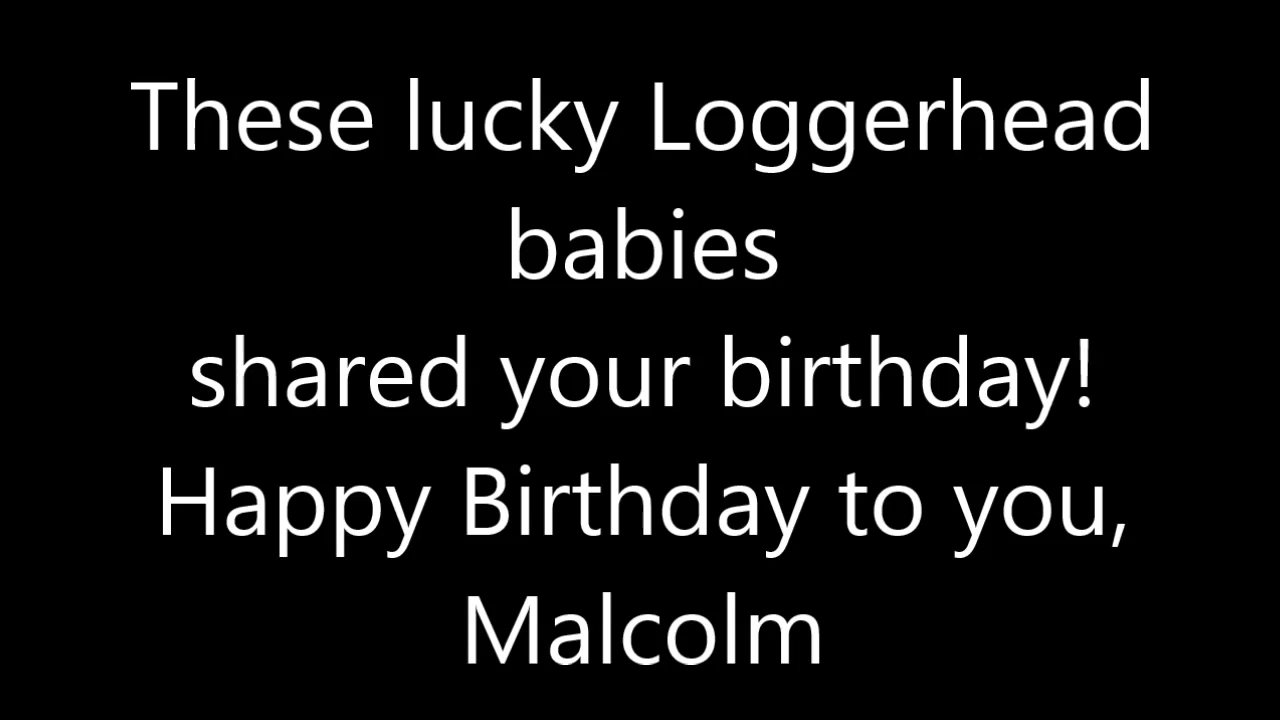 These lucky Loggerhead
babies
shared your birthday!
Happy Birthday to you,
Malcolm